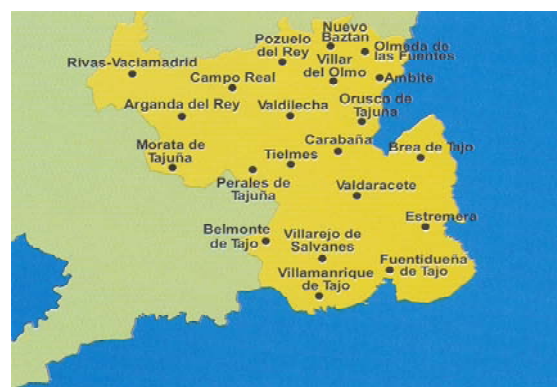 Nuevo
Baztan
Pozuelo
del Rey
Olmeda de
las Fuentes
Rivas-Vaciamadrid
Villar
del Olmo
Ambite
Campo Real
Arganda del Rey
Valdilecha
Orusco de
Tajuna
Carabaña
Morata de
Tajuña
Tielmes
Brea de Tajo
Perales de
Tajuña
Valdaracete
Estremera
Belmonte
de Tajo
Villarejo de
Salvanes
Fuentidueña
de Tajo
Villamanrique
de Tajo